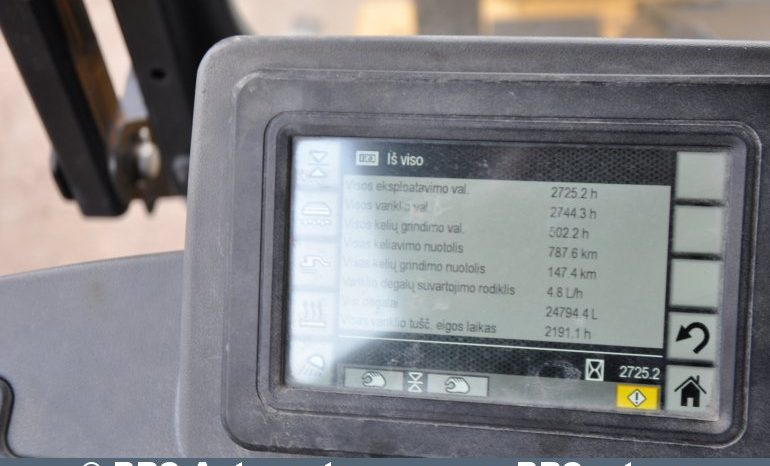 Iš viso
Visos eksploatavimo val. 2725.2 h
Visos variklio val. 2744.3 h
Visos kelių grindimo val. 502.2 h
Visas keliavimo nuotolis 787.6 km
Visas kelių grindimo nuotolis 147.4 km
Variklio degalų suvartojimo rodiklis 4.8 L/h
Visi degalai 24794.4 L
Visas variklio tušč. eigos laikas 2191.1 h
2725.2